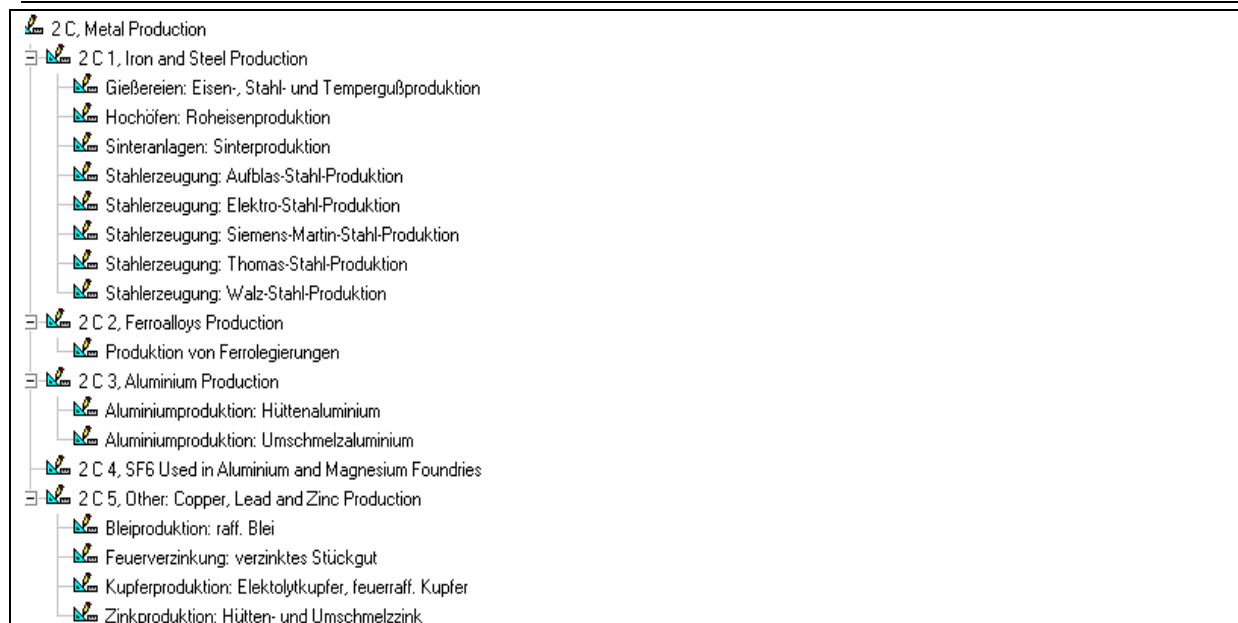 2 C, Metal Production
2 C 1, Iron and Steel Production
Gießereien: Eisen-, Stahl- und Tempergußproduktion
Hochöfen: Roheisenproduktion
Sinteranlagen: Sinterproduktion
Stahlerzeugung: Aufblas-Stahl-Produktion
Stahlerzeugung: Elektro-Stahl-Produktion
Stahlerzeugung: Siemens-Martin-Stahl-Produktion
Stahlerzeugung: Thomas-Stahl-Produktion
Stahlerzeugung: Walz-Stahl-Produktion
2 C 2, Ferroalloys Production
Produktion von Ferrolegierungen
2 C 3, Aluminium Production
Aluminiumproduktion: Hüttenaluminium
Aluminiumproduktion: Umschmelzaluminium
2 C 4, SF6 Used in Aluminium and Magnesium Foundries
2 C 5, Other: Copper, Lead and Zinc Production
Bleiproduktion: raff. Blei
Feuerverzinkung: verzinktes Stückgut
Kupferproduktion: Elektolytkupfer, feuerraff. Kupfer
Zinkproduktion: Hütten- und Umschmelzzink